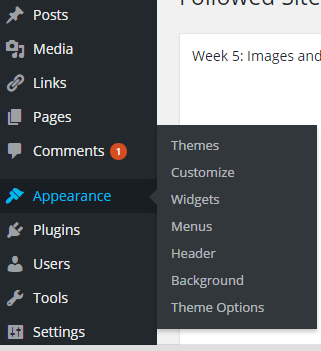 Followed Site
Week 5: Images and
Posts
Media
Links
Pages
Comments 1
Appearance
Plugins
Users
Tools
Settings
Themes
Customize
Widgets
Menus
Header
Background
Theme Options